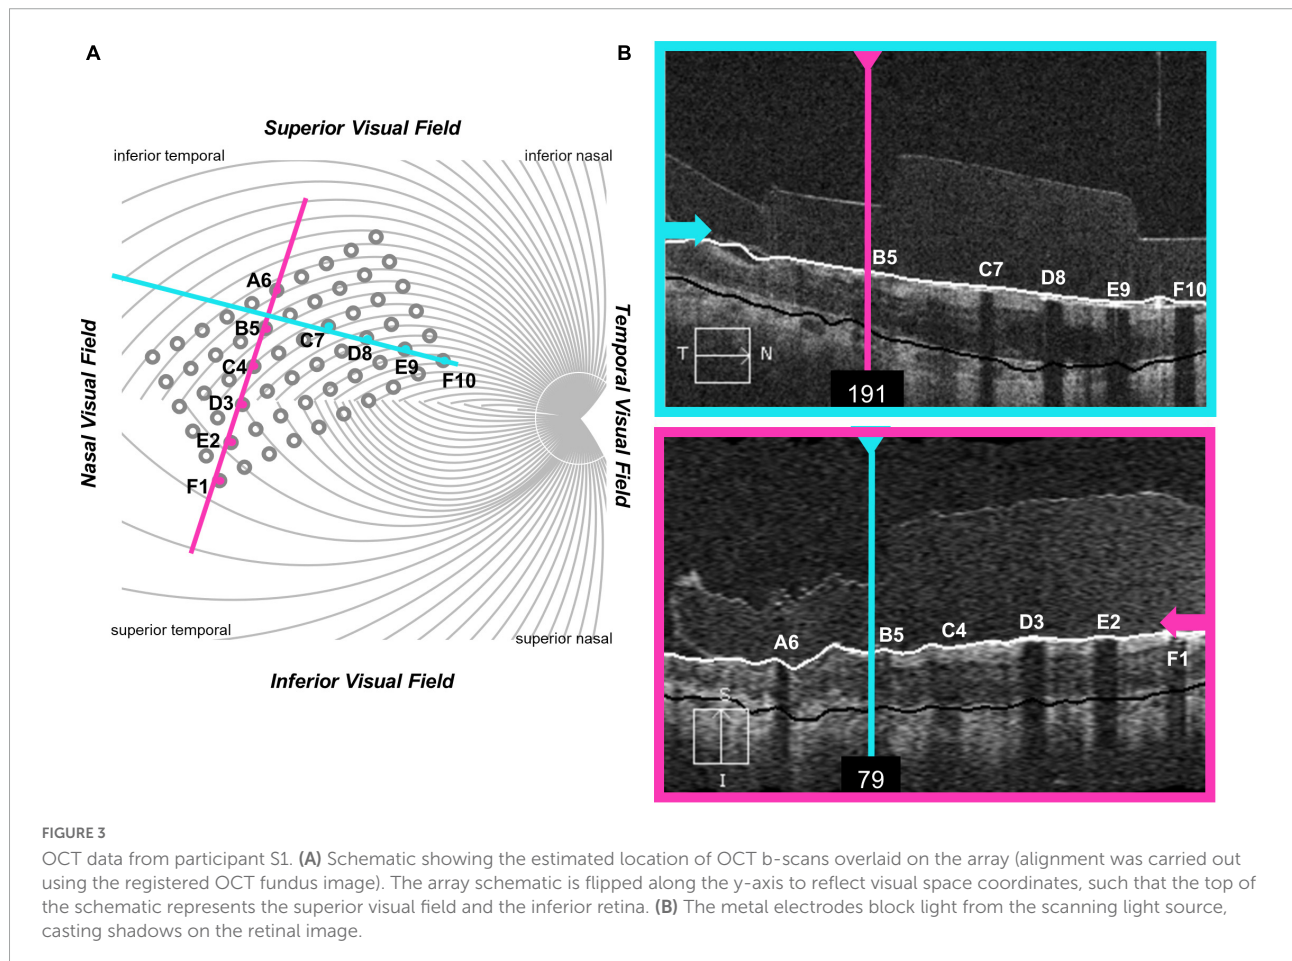 A
Superior Visual Field
inferior temporal
inferior nasal
A6
B5
C7
C4
D8
E9
F10
D3
E2
F1
Nasal Visual Field
Temporal Visual Field
superior temporal
superior nasal
Inferior Visual Field
B
B5
C7
D8
E9
F10
T
N
191
A6
B5
C4
D3
E2
F1
S
I
79
FIGURE 3
OCT data from participant S1. (A) Schematic showing the estimated location of OCT b-scans overlaid on the array (alignment was carried out
using the registered OCT fundus image). The array schematic is flipped along the y-axis to reflect visual space coordinates, such that the top of
the schematic represents the superior visual field and the inferior retina. (B) The metal electrodes block light from the scanning light source,
casting shadows on the retinal image.